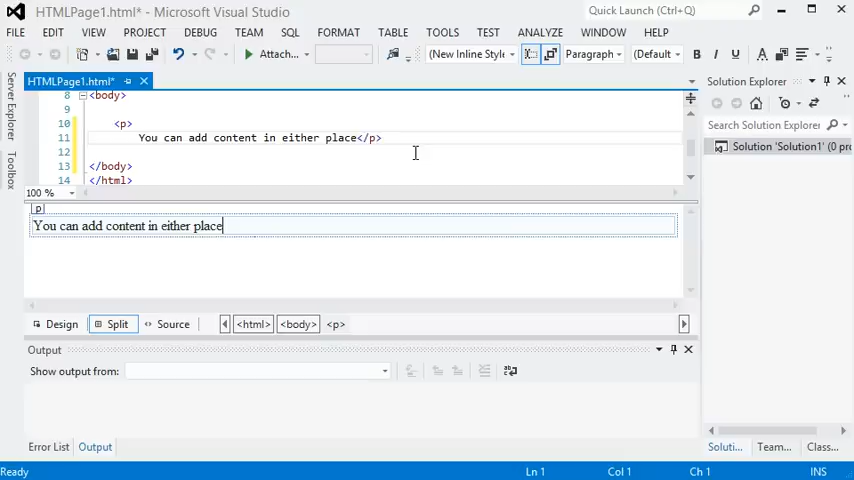 HTMLPage1.html* - Microsoft Visual Studio
Quick Launch (Ctrl+Q)
FILE EDIT VIEW PROJECT DEBUG TEAM SQL FORMAT TABLE TOOLS TEST ANALYZE WINDOW HELP
Attach...
(New Inline Style
Paragraph
(Default)
B I U
A
Server Explorer
Toolbox
HTMLPage1.html*
8 <body>
9
10 <p>
11 You can add content in either place</p>
12
13 </body>
14 </html>
100 %
p
You can add content in either place
Design
Split
Source
<html> <body> <p>
Output
Show output from:
Error List
Output
Solution Explorer
Search Solution Explorer
Solution 'Solution1' (0 pro
Soluti...
Team...
Class...
Ready
Ln 1
Col 1
Ch 1
INS